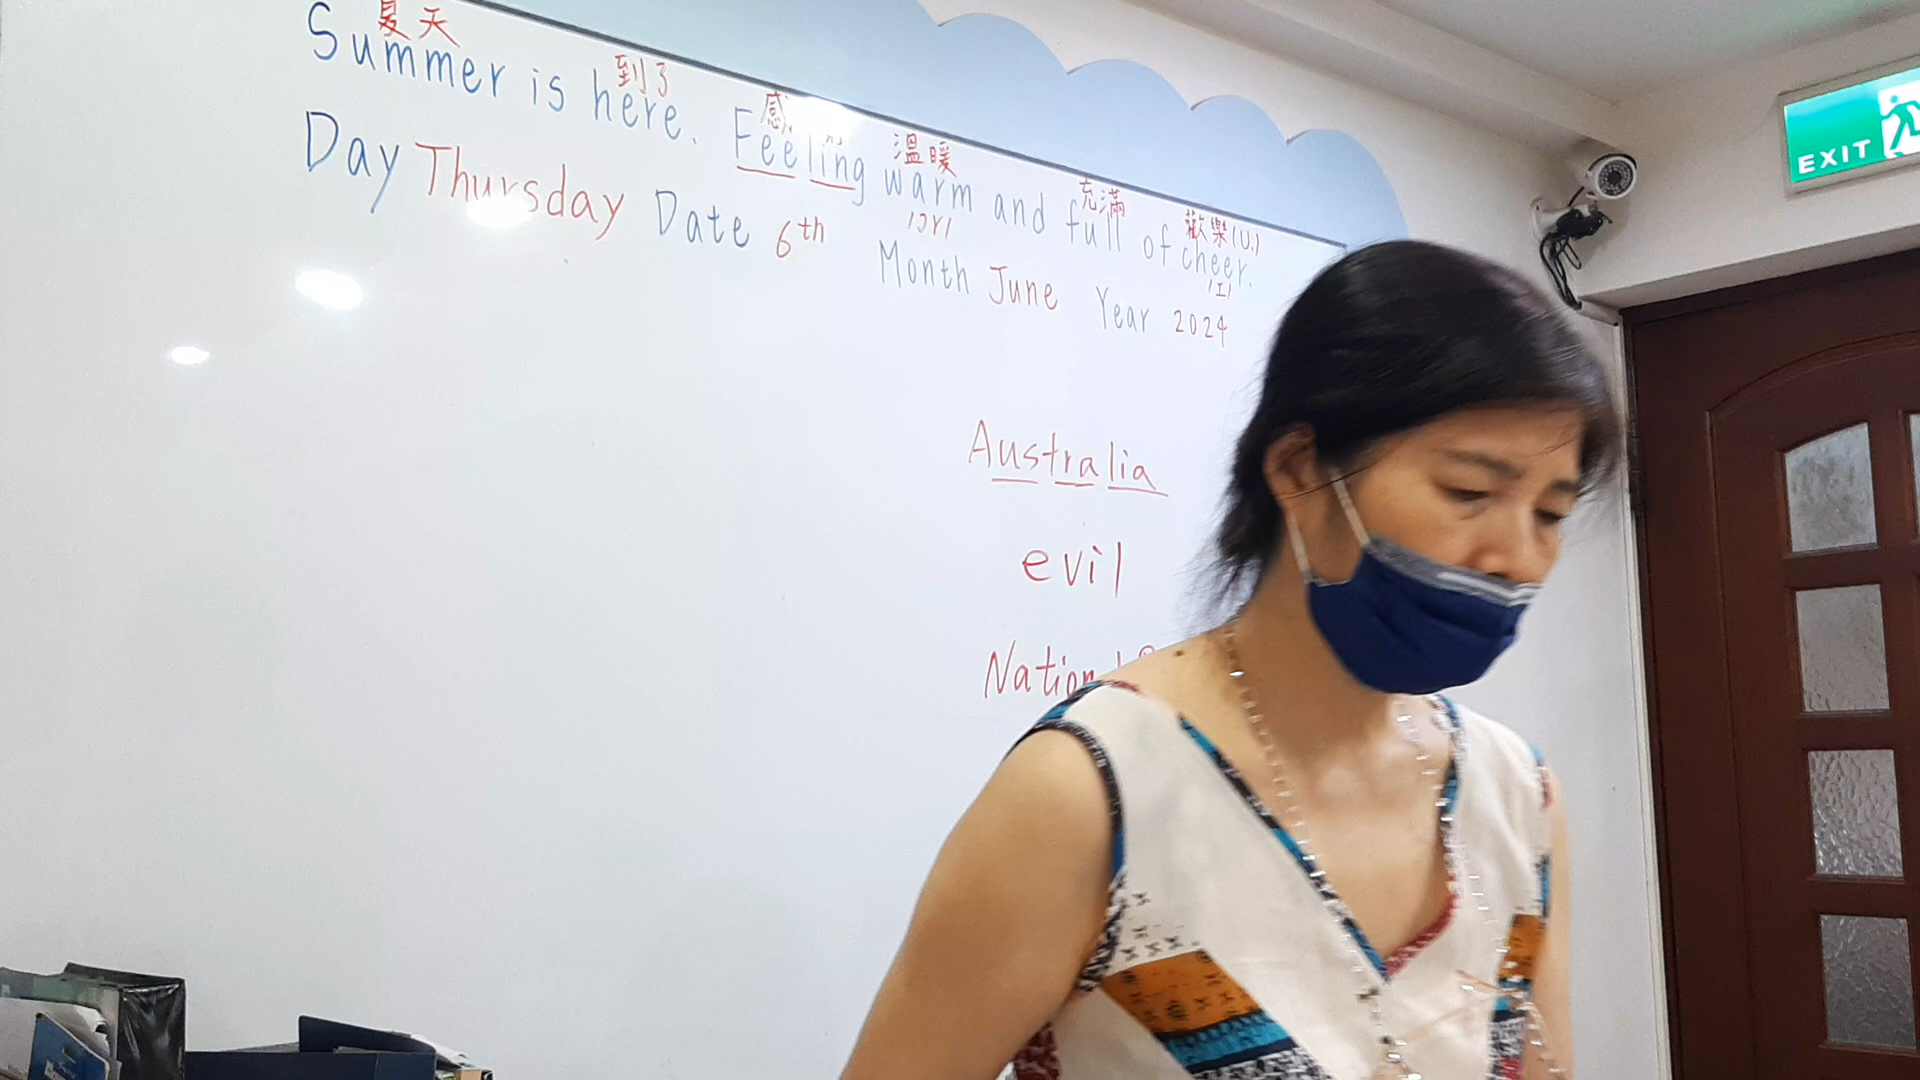 夏天 到了
Summer is here. Feeling warm and full of cheer.
感 溫暖 充滿 歡樂(U.)
Day Thursday Date 6th Month June Year 2024
Australia
evil
EXIT